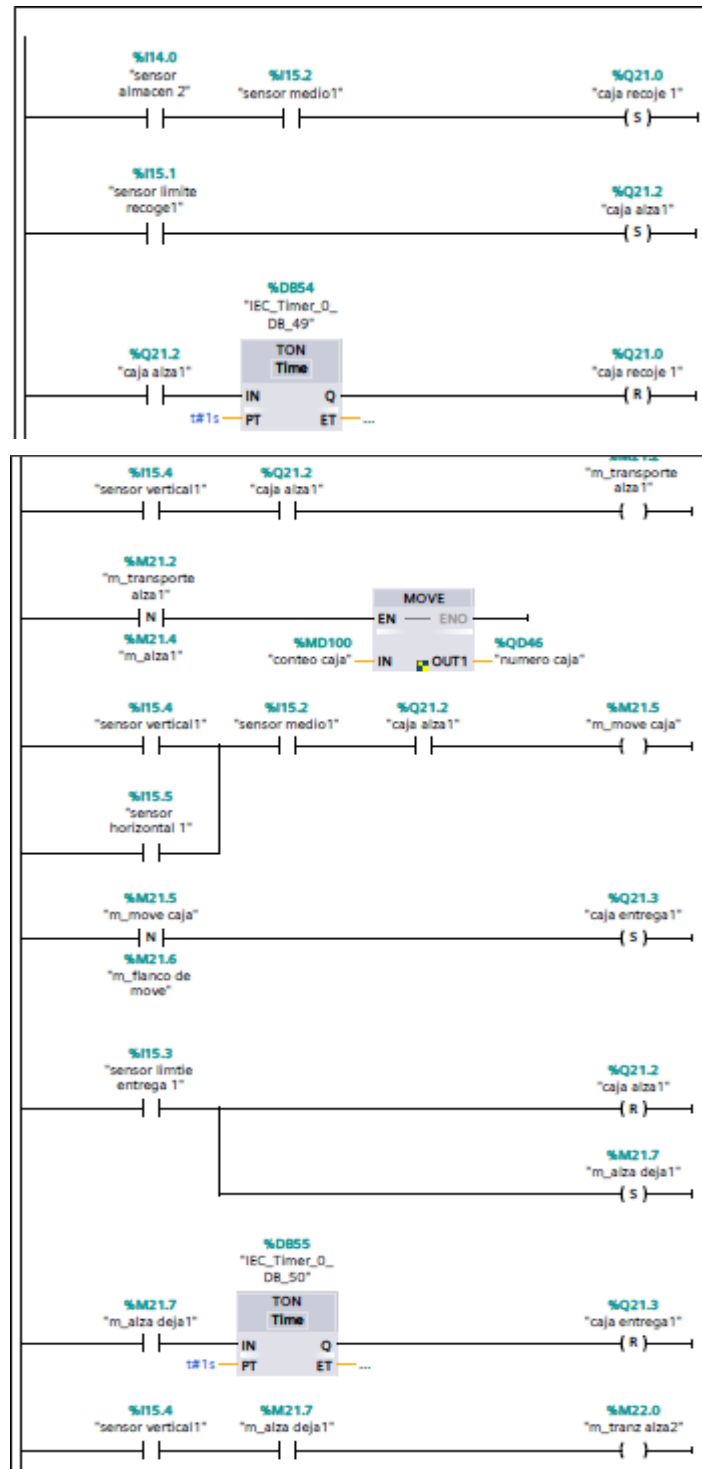 %I14.0
"sensor
almacen 2"
%I15.2
"sensor medio1"
%Q21.0
"caja recoje 1"
S
%I15.1
"sensor limite
recoge1"
%Q21.2
"caja alza1"
S
%DB54
"IEC_Timer_0_
DB_49"
%Q21.2
"caja alza1"
TON
Time
IN Q
t#1s PT ET ...
%Q21.0
"caja recoje 1"
R
%I15.4
"sensor vertical1"
%Q21.2
"caja alza1"
%M21.2
"m_transporte
alza1"
%M21.2
"m_transporte
alza1"
N
%M21.4
"m_alza1"
MOVE
EN ENO
%MD100
"conteo caja"
IN OUT1
%QD46
"numero caja"
%I15.4
"sensor vertical1"
%I15.2
"sensor medio1"
%Q21.2
"caja alza1"
%M21.5
"m_move caja"
%I15.5
"sensor
horizontal 1"
%M21.5
"m_move caja"
N
%M21.6
"m_flanco de
move"
%Q21.3
"caja entrega1"
S
%I15.3
"sensor limtie
entrega 1"
%Q21.2
"caja alza1"
R
%M21.7
"m_alza deja1"
S
%DB55
"IEC_Timer_0_
DB_50"
%M21.7
"m_alza deja1"
TON
Time
IN Q
t#1s PT ET ...
%Q21.3
"caja entrega1"
R
%I15.4
"sensor vertical1"
%M21.7
"m_alza deja1"
%M22.0
"m_tranz alza2"